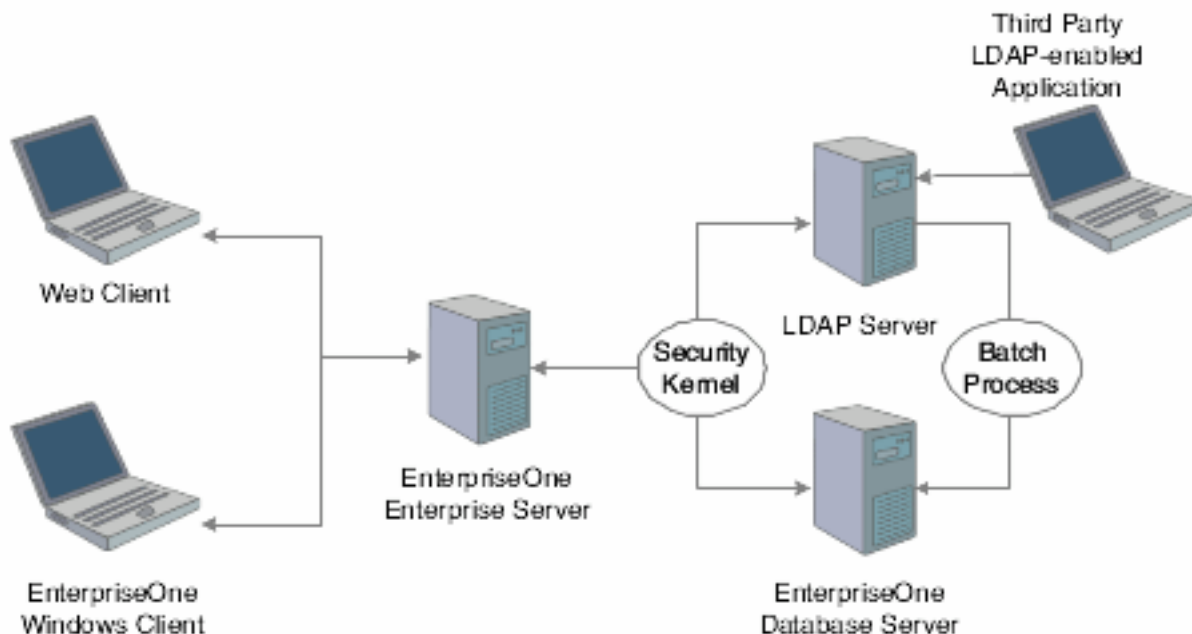 Third Party
LDAP-enabled
Application
Web Client
LDAP Server
Security
Kernel
Batch
Process
EnterpriseOne
Enterprise Server
EnterpriseOne
Windows Client
EnterpriseOne
Database Server